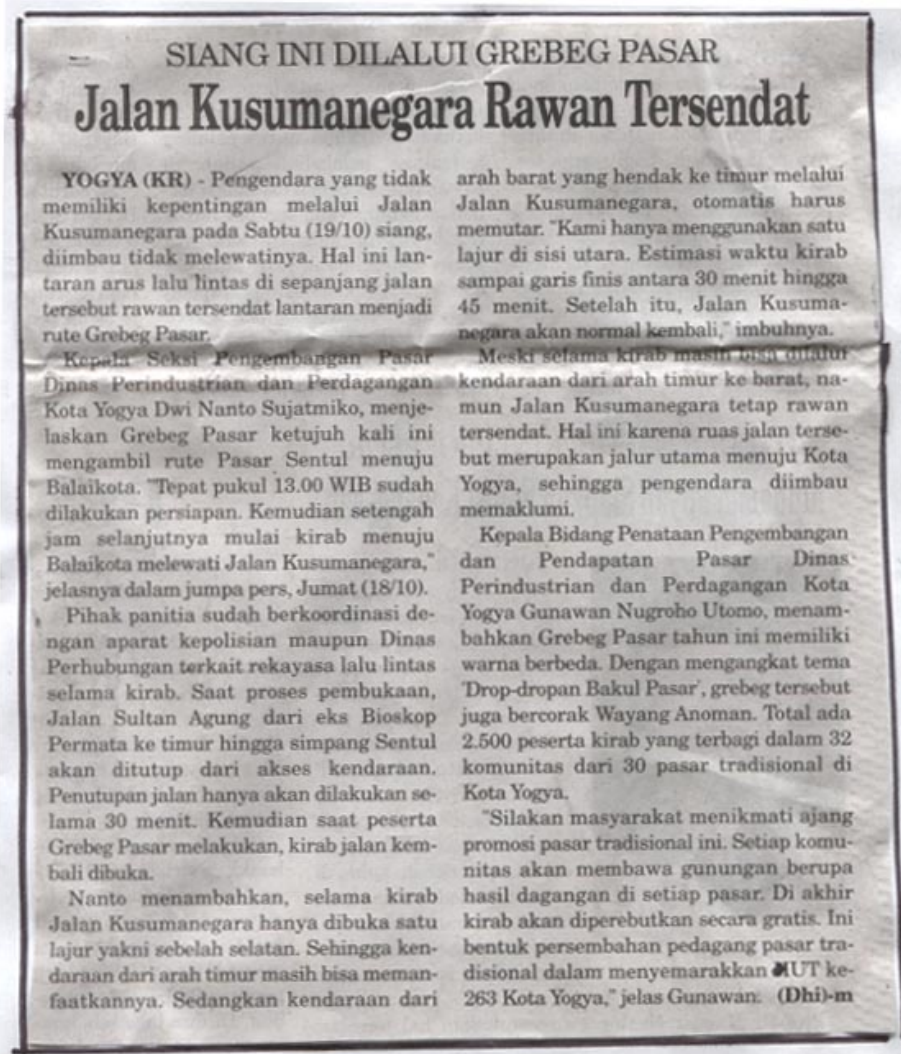 SIANG INI DILALUI GREBEG PASAR
Jalan Kusumanegara Rawan Tersendat
YOGYA (KR) - Pengendara yang tidak
memiliki kepentingan melalui Jalan
Kusumanegara pada Sabtu (19/10) siang,
diimbau tidak melewatinya. Hal ini lan-
taran arus lalu lintas di sepanjang jalan
tersebut rawan tersendat lantaran menjadi
rute Grebeg Pasar.
Kepala Seksi Pengembangan Pasar
Dinas Perindustrian dan Perdagangan
Kota Yogya Dwi Nanto Sujatmiko, menje-
laskan Grebeg Pasar ketujuh kali ini
mengambil rute Pasar Sentul menuju
Balaikota. "Tepat pukul 13.00 WIB sudah
dilakukan persiapan. Kemudian setengah
jam selanjutnya mulai kirab menuju
Balaikota melewati Jalan Kusumanegara,"
jelasnya dalam jumpa pers, Jumat (18/10).
Pihak panitia sudah berkoordinasi de-
ngan aparat kepolisian maupun Dinas
Perhubungan terkait rekayasa lalu lintas
selama kirab. Saat proses pembukaan,
Jalan Sultan Agung dari eks Bioskop
Permata ke timur hingga simpang Sentul
akan ditutup dari akses kendaraan.
Penutupan jalan hanya akan dilakukan se-
lama 30 menit. Kemudian saat peserta
Grebeg Pasar melakukan, kirab jalan kem-
bali dibuka.
Nanto menambahkan, selama kirab
Jalan Kusumanegara hanya dibuka satu
lajur yakni sebelah selatan. Sehingga ken-
daraan dari arah timur masih bisa meman-
faatkannya. Sedangkan kendaraan dari
arah barat yang hendak ke timur melalui
Jalan Kusumanegara, otomatis harus
memutar. "Kami hanya menggunakan satu
lajur di sisi utara. Estimasi waktu kirab
sampai garis finis antara 30 menit hingga
45 menit. Setelah itu, Jalan Kusuma-
negara akan normal kembali," imbuhnya.
Meski selama kirab masih bisa dilalui
kendaraan dari arah timur ke barat, na-
mun Jalan Kusumanegara tetap rawan
tersendat. Hal ini karena ruas jalan terse-
but merupakan jalur utama menuju Kota
Yogya, sehingga pengendara diimbau
memaklumi.
Kepala Bidang Penataan Pengembangan
dan Pendapatan Pasar Dinas
Perindustrian dan Perdagangan Kota
Yogya Gunawan Nugroho Utomo, menam-
bahkan Grebeg Pasar tahun ini memiliki
warna berbeda. Dengan mengangkat tema
'Drop-dropan Bakul Pasar', grebeg tersebut
juga bercorak Wayang Anoman. Total ada
2.500 peserta kirab yang terbagi dalam 32
komunitas dari 30 pasar tradisional di
Kota Yogya.
"Silakan masyarakat menikmati ajang
promosi pasar tradisional ini. Setiap komu-
nitas akan membawa gunungan berupa
hasil dagangan di setiap pasar. Di akhir
kirab akan diperebutkan secara gratis. Ini
bentuk persembahan pedagang pasar tra-
disional dalam menyemarakkan HUT ke-
263 Kota Yogya," jelas Gunawan. (Dhi)-m